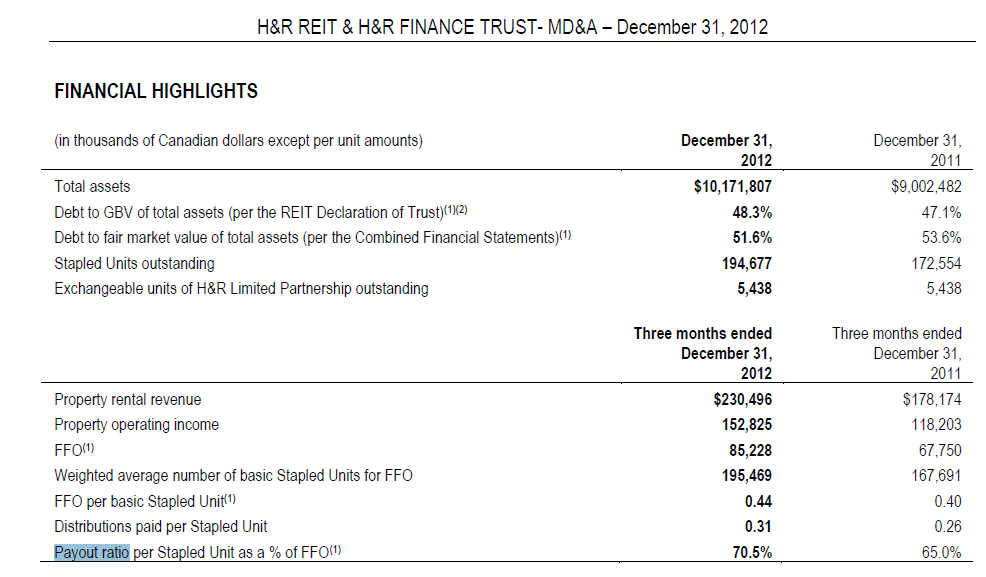 H&R REIT & H&R FINANCE TRUST- MD&A – December 31, 2012
FINANCIAL HIGHLIGHTS
(in thousands of Canadian dollars except per unit amounts) December 31, 2012 December 31, 2011
Total assets $10,171,807 $9,002,482
Debt to GBV of total assets (per the REIT Declaration of Trust)(1)(2) 48.3% 47.1%
Debt to fair market value of total assets (per the Combined Financial Statements)(1) 51.6% 53.6%
Stapled Units outstanding 194,677 172,554
Exchangeable units of H&R Limited Partnership outstanding 5,438 5,438
Three months ended December 31, 2012 Three months ended December 31, 2011
Property rental revenue $230,496 $178,174
Property operating income 152,825 118,203
FFO(1) 85,228 67,750
Weighted average number of basic Stapled Units for FFO 195,469 167,691
FFO per basic Stapled Unit(1) 0.44 0.40
Distributions paid per Stapled Unit 0.31 0.26
Payout ratio per Stapled Unit as a % of FFO(1) 70.5% 65.0%